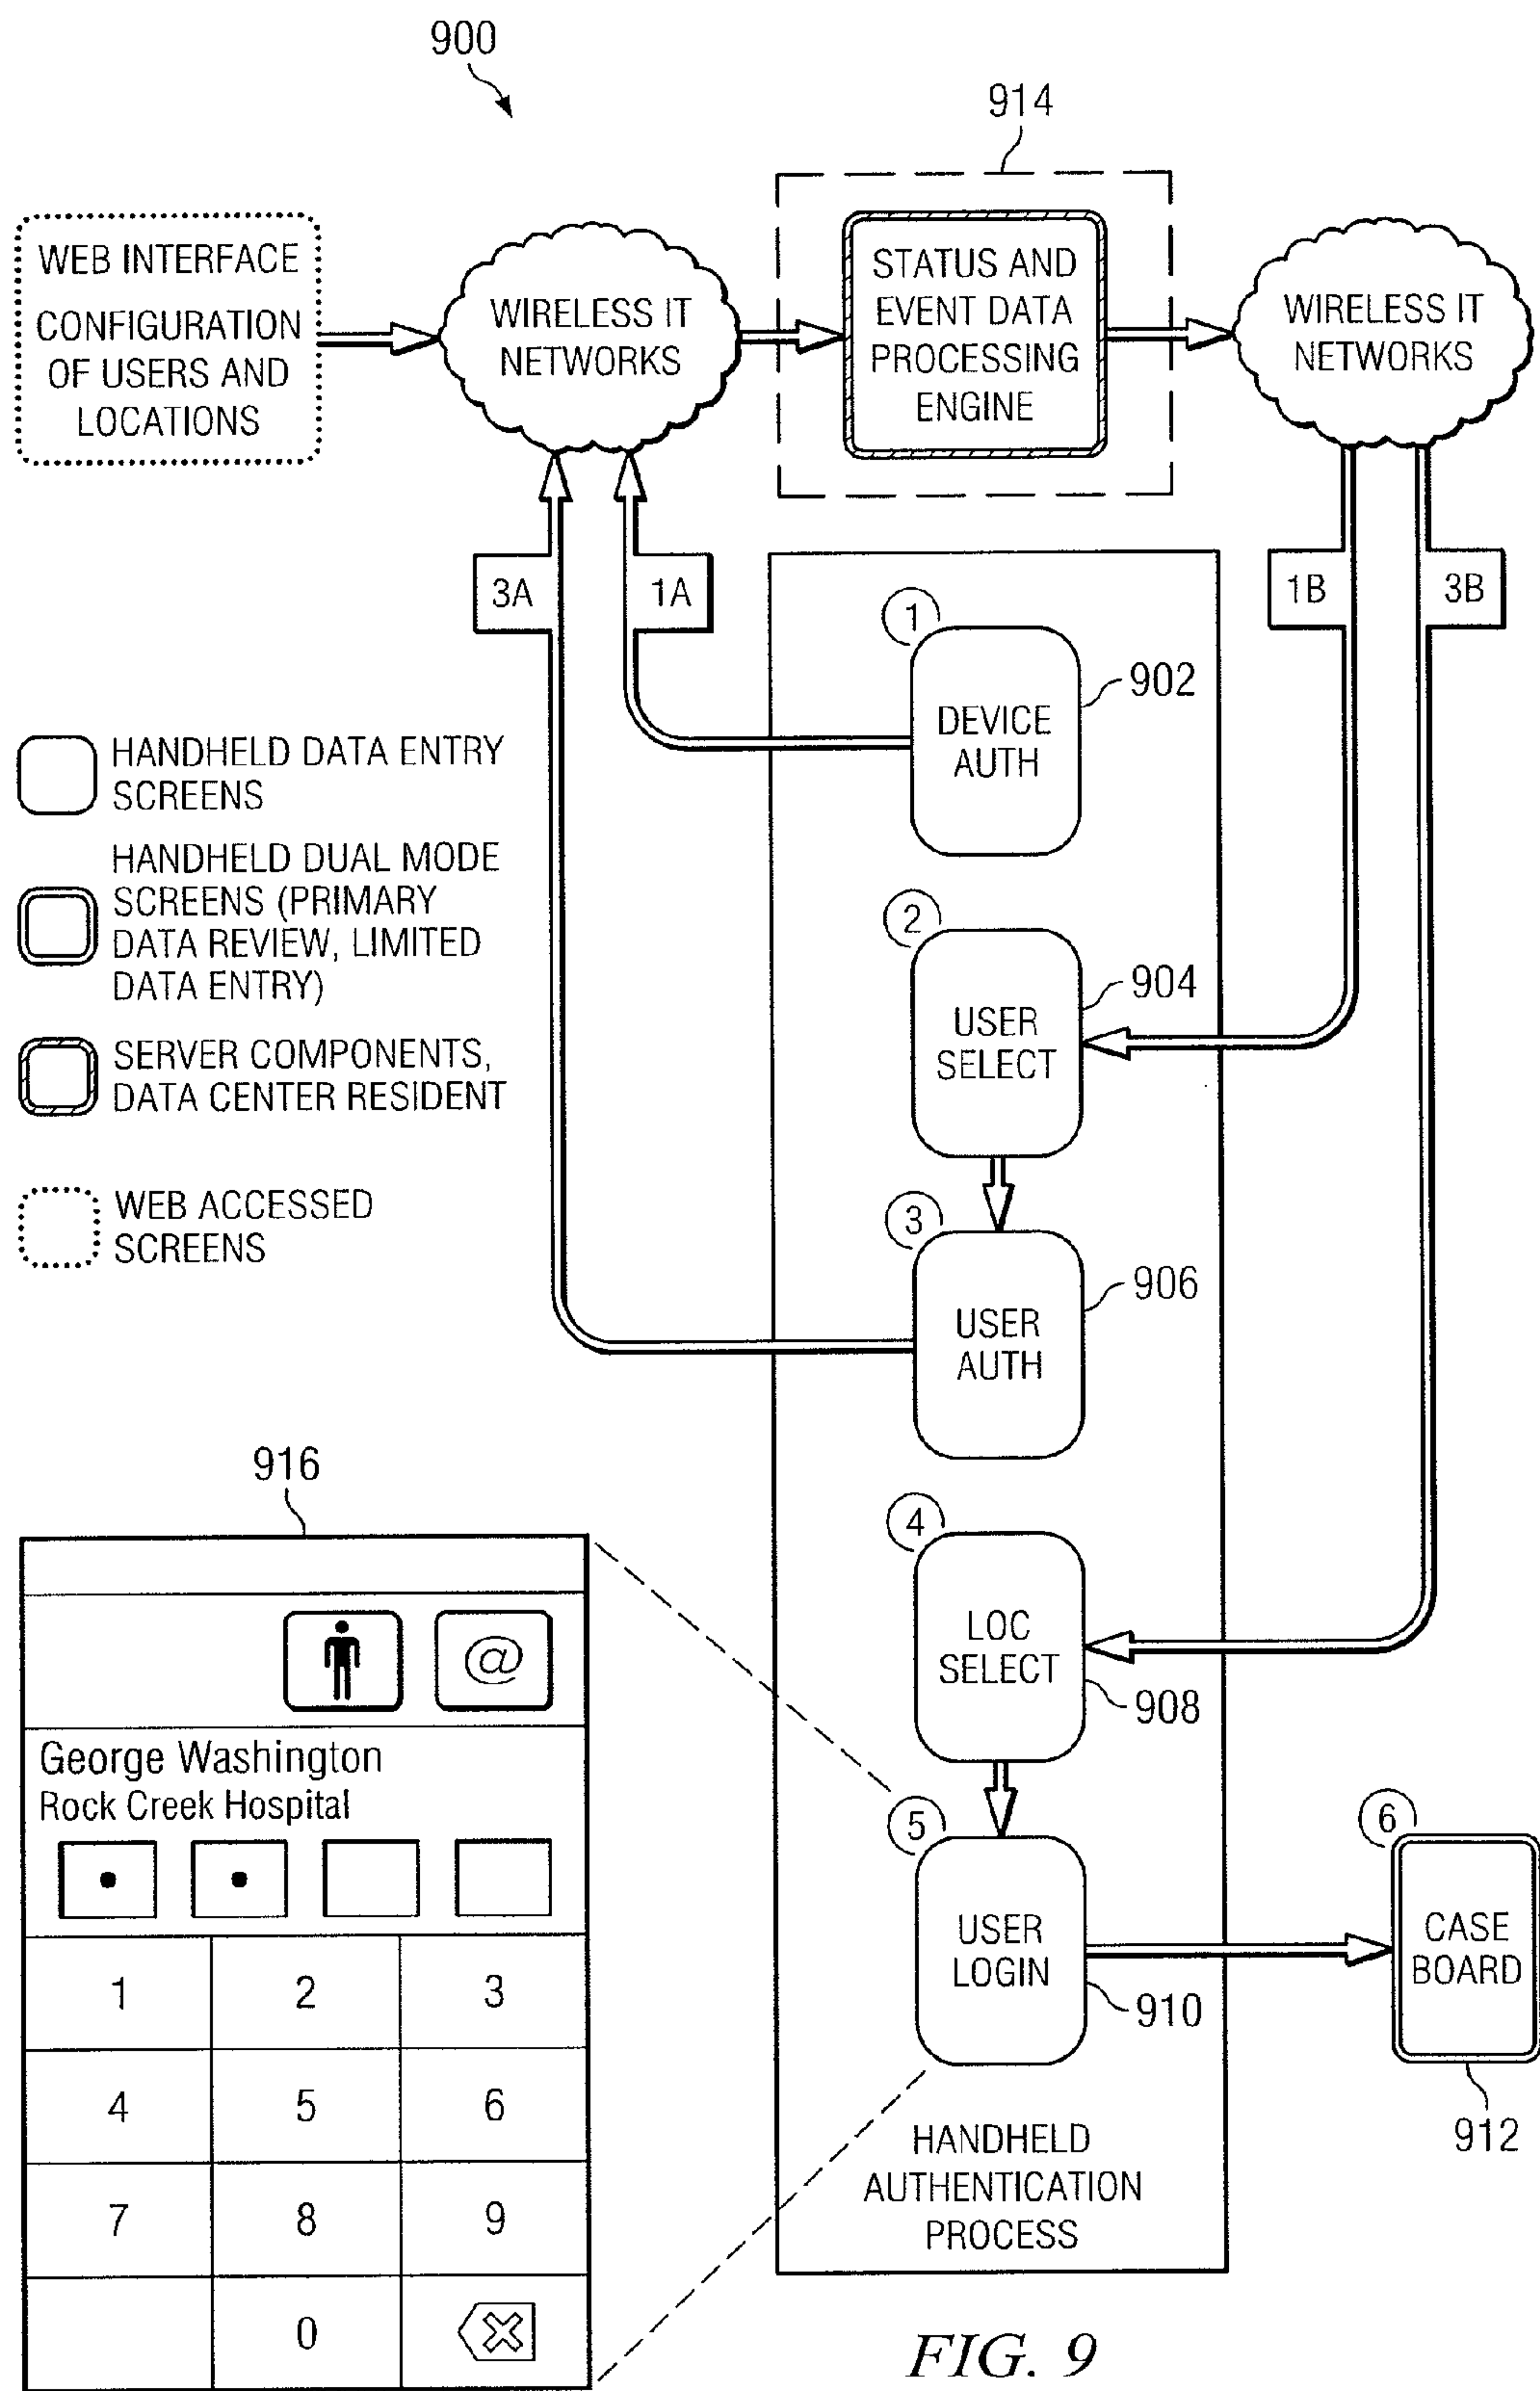 900
914
WEB INTERFACE
CONFIGURATION
OF USERS AND
LOCATIONS
WIRELESS IT
NETWORKS
STATUS AND
EVENT DATA
PROCESSING
ENGINE
WIRELESS IT
NETWORKS
3A
1A
1B
3B
1
DEVICE
AUTH
902
HANDHELD DATA ENTRY
SCREENS
HANDHELD DUAL MODE
SCREENS (PRIMARY
DATA REVIEW, LIMITED
DATA ENTRY)
SERVER COMPONENTS,
DATA CENTER RESIDENT
WEB ACCESSED
SCREENS
2
USER
SELECT
904
3
USER
AUTH
906
4
LOC
SELECT
908
5
USER
LOGIN
910
6
CASE
BOARD
912
HANDHELD
AUTHENTICATION
PROCESS
916
@
George Washington
Rock Creek Hospital
1 2 3
4 5 6
7 8 9
0
FIG. 9